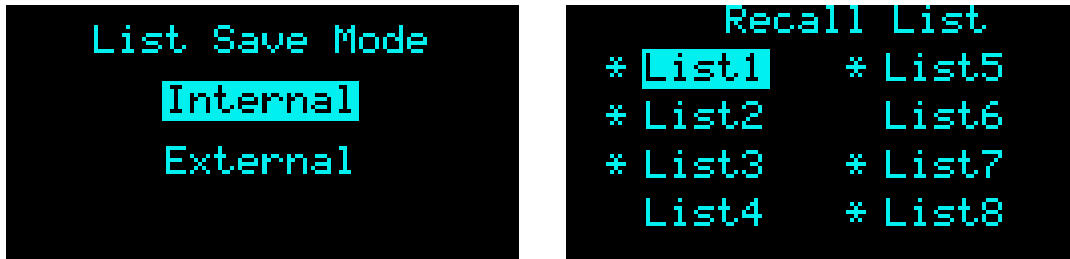 List Save Mode
Internal
External
Recall List
* List1 * List5
* List2 List6
* List3 * List7
List4 * List8